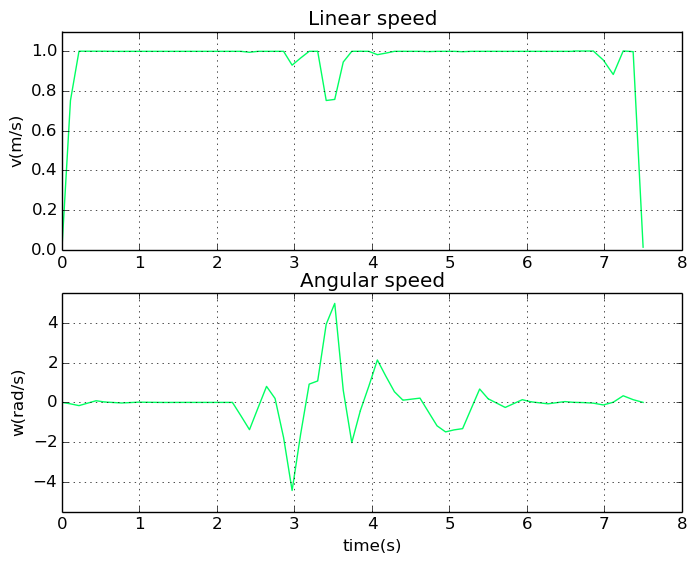 Linear speed
v(m/s)
1.0
0.8
0.6
0.4
0.2
0.0
0 1 2 3 4 5 6 7 8
Angular speed
w(rad/s)
4
2
0
−2
−4
0 1 2 3 4 5 6 7 8
time(s)